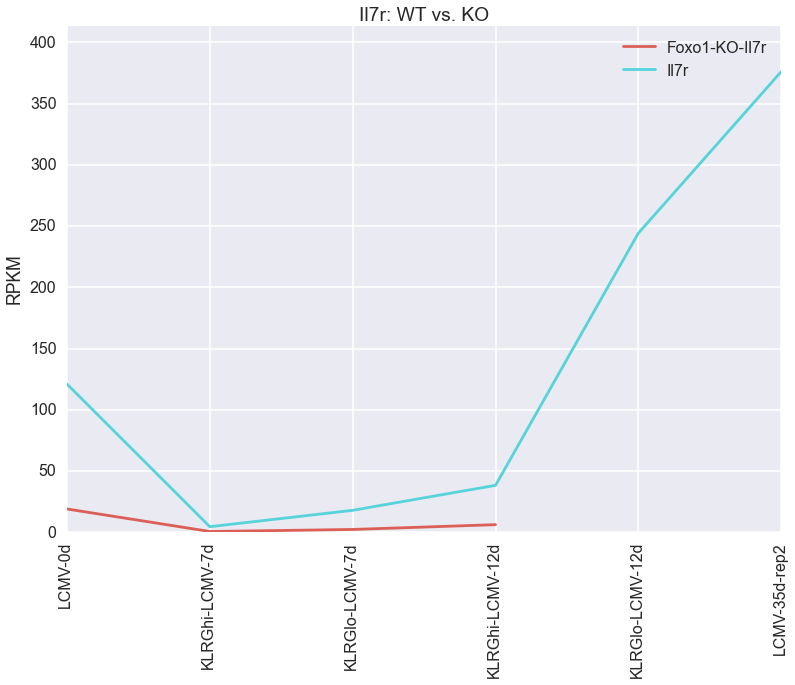 Il7r: WT vs. KO
Foxo1-KO-Il7r
Il7r
RPKM
400
350
300
250
200
150
100
50
0
LCMV-0d
KLRGhi-LCMV-7d
KLRGlo-LCMV-7d
KLRGhi-LCMV-12d
KLRGlo-LCMV-12d
LCMV-35d-rep2